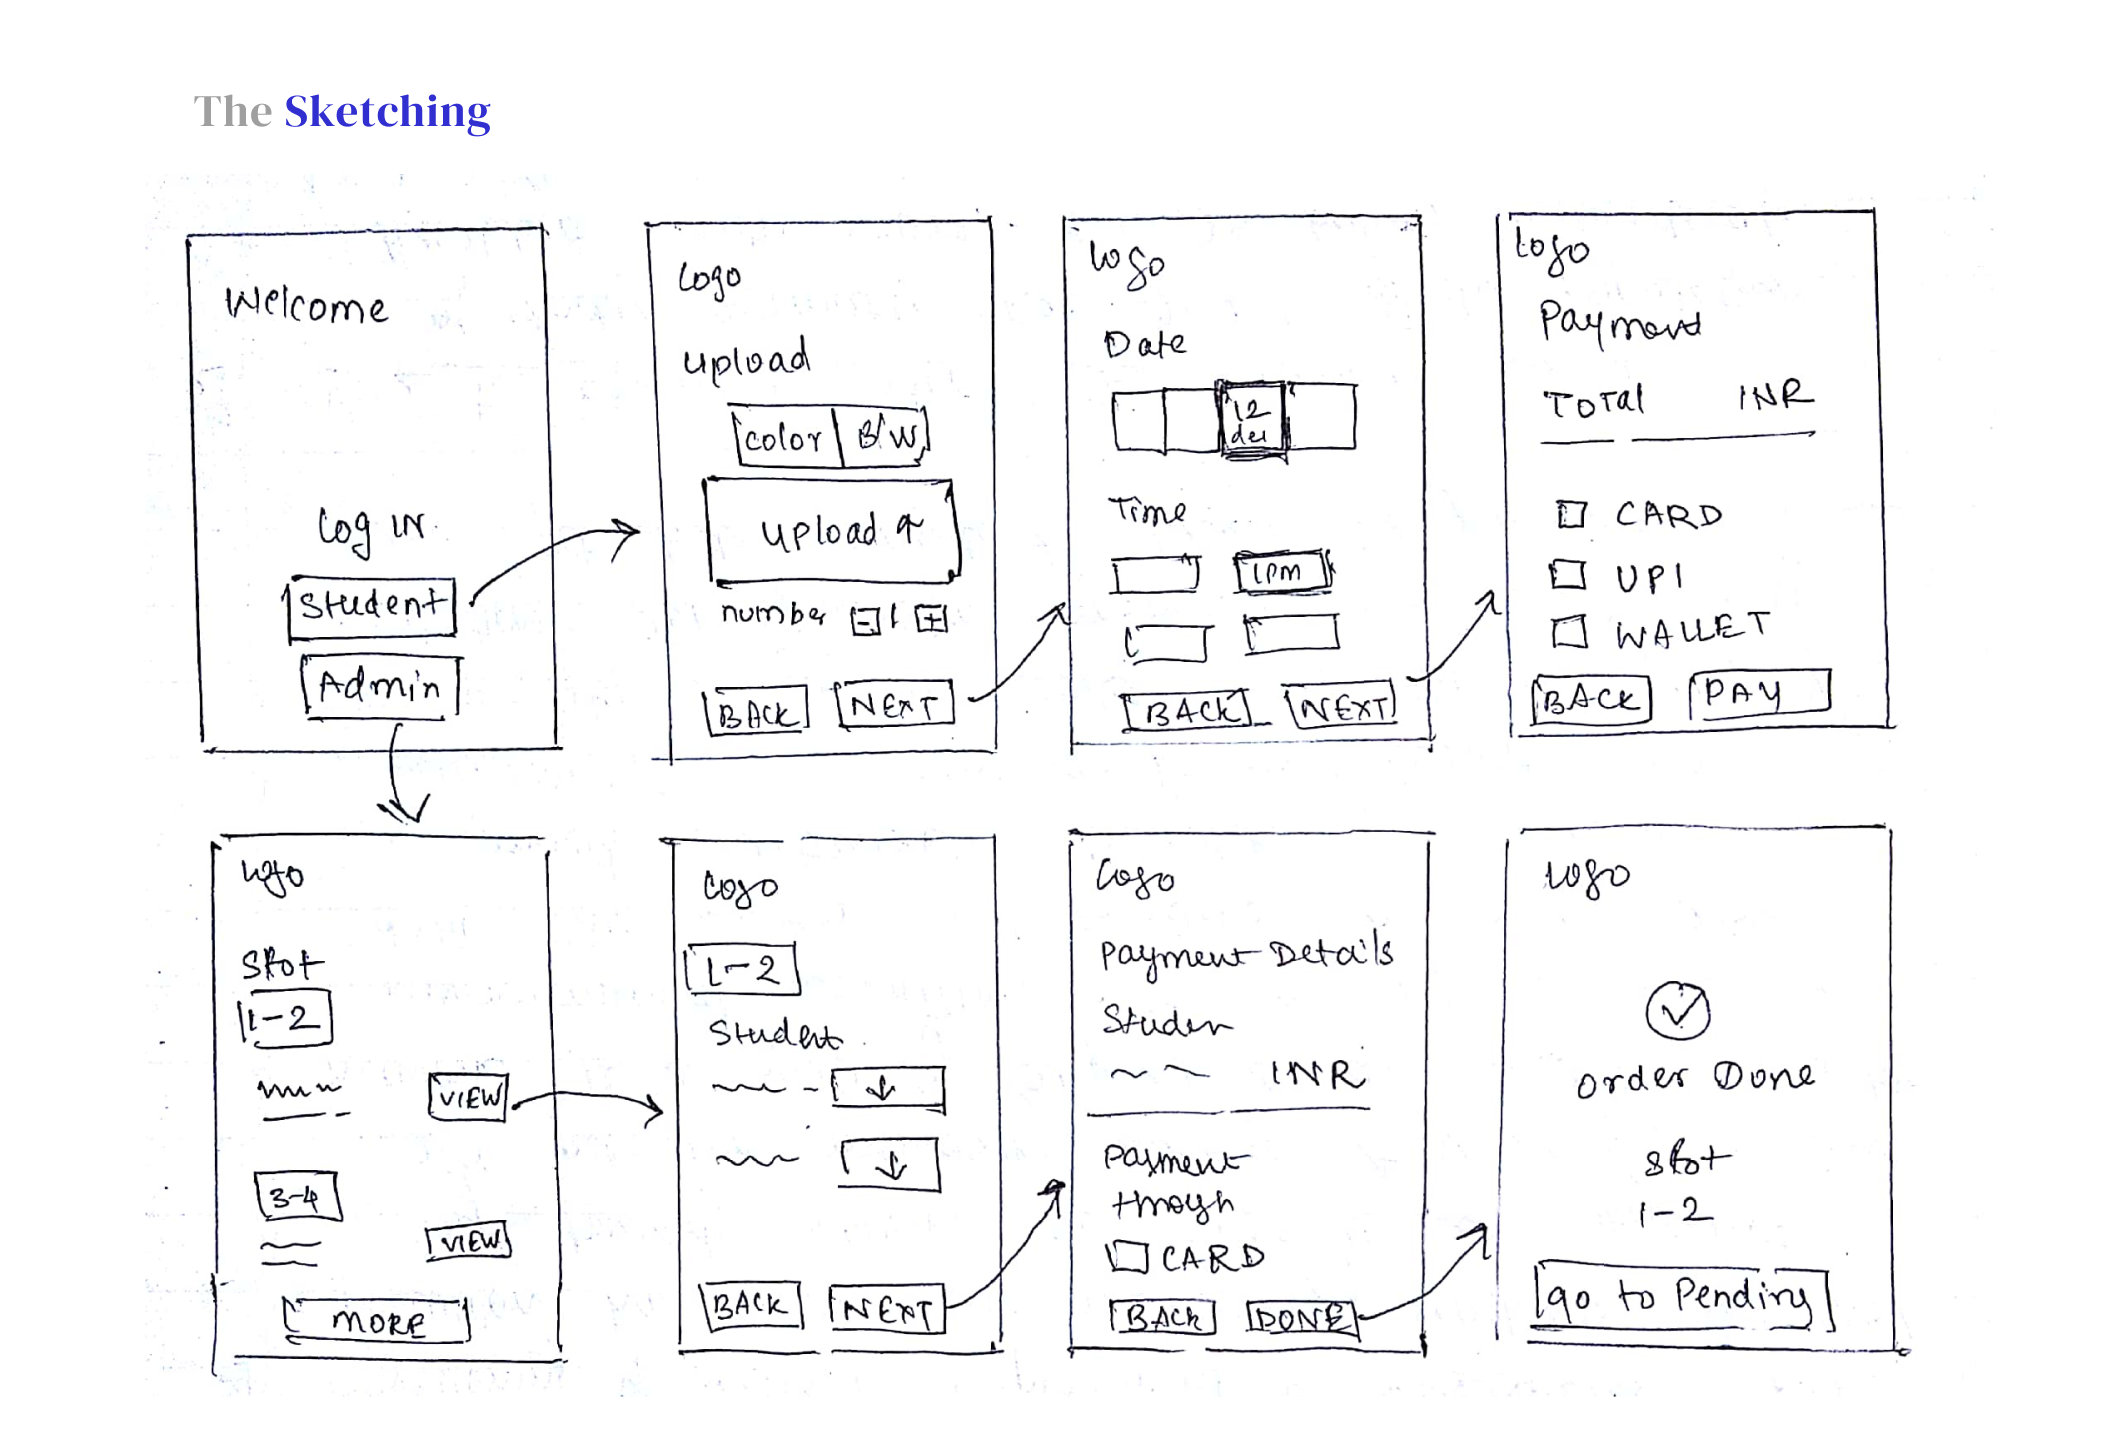 The Sketching
Welcome
Log IN
Student
Admin
Logo
Upload
color B/W
Upload ↑
number - 1 +
BACK NEXT
Logo
Date
12
dec
Time
1PM
BACK NEXT
Logo
Payment
Total INR
CARD
UPI
WALLET
BACK PAY
Logo
Slot
1-2
VIEW
3-4
VIEW
MORE
Logo
1-2
Student
↓
↓
BACK NEXT
Logo
Payment Details
Studen
INR
Payment
through
CARD
BACK DONE
Logo
Order Done
Slot
1-2
go to Pending